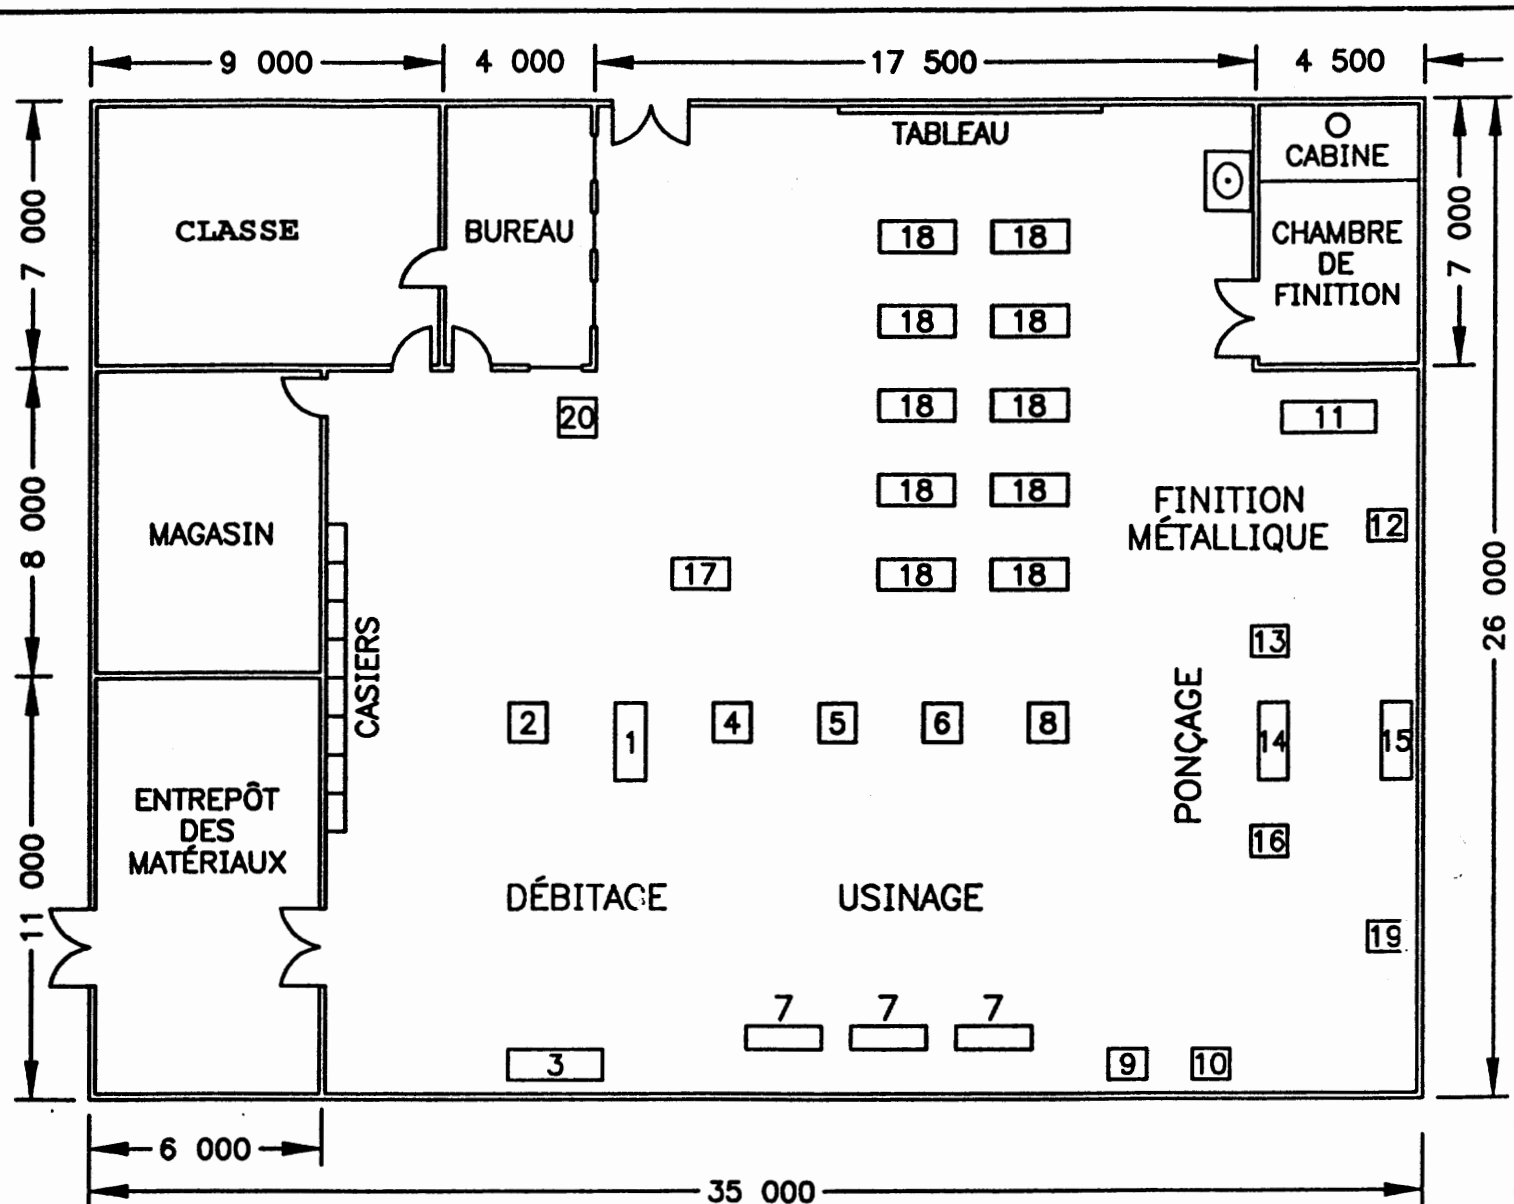 9 000
4 000
17 500
4 500
TABLEAU
CABINE
7 000
CLASSE
BUREAU
18
18
CHAMBRE
DE
FINITION
7 000
18
18
20
18
18
11
8 000
MAGASIN
18
18
FINITION
MÉTALLIQUE
12
17
18
18
26 000
CASIERS
13
2
1
4
5
6
8
PONÇAGE
14
15
ENTREPÔT
DES
MATÉRIAUX
16
11 000
DÉBITAGE
USINAGE
19
7
7
7
3
9
10
6 000
35 000